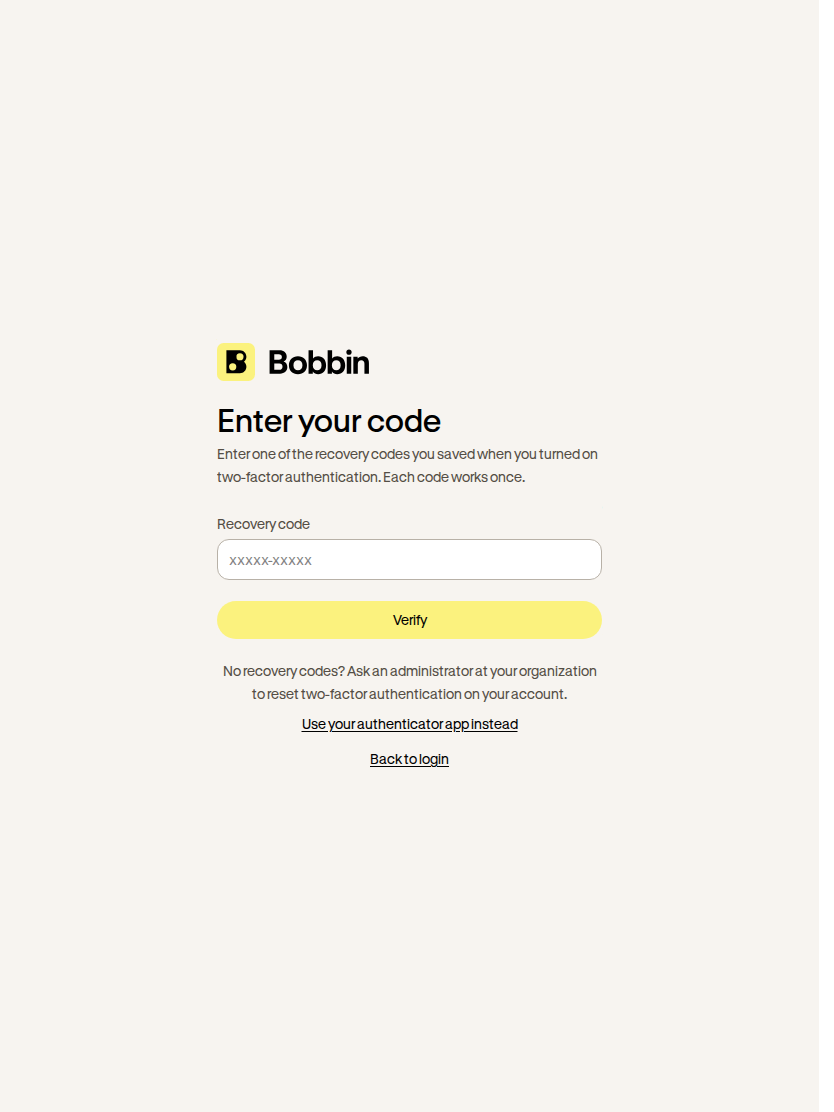 Bobbin
Enter your code
Enter one of the recovery codes you saved when you turned on
two-factor authentication. Each code works once.
Recovery code
xxxxx-xxxxx
Verify
No recovery codes? Ask an administrator at your organization
to reset two-factor authentication on your account.
Use your authenticator app instead
Back to login